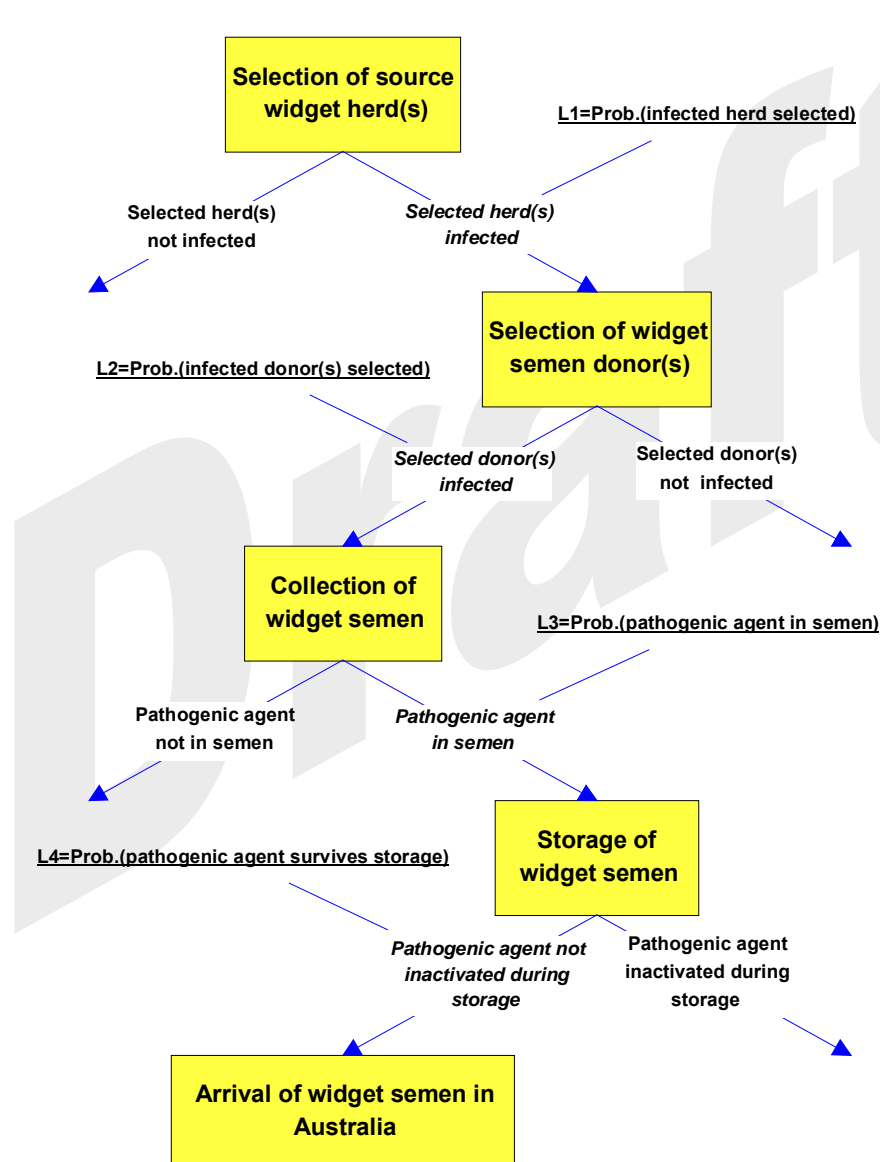 Selection of source
widget herd(s)
L1=Prob.(infected herd selected)
Selected herd(s)
not infected
Selected herd(s)
infected
Selection of widget
semen donor(s)
L2=Prob.(infected donor(s) selected)
Selected donor(s)
infected
Selected donor(s)
not infected
Collection of
widget semen
L3=Prob.(pathogenic agent in semen)
Pathogenic agent
not in semen
Pathogenic agent
in semen
Storage of
widget semen
L4=Prob.(pathogenic agent survives storage)
Pathogenic agent not
inactivated during
storage
Pathogenic agent
inactivated during
storage
Arrival of widget semen in
Australia
Draft